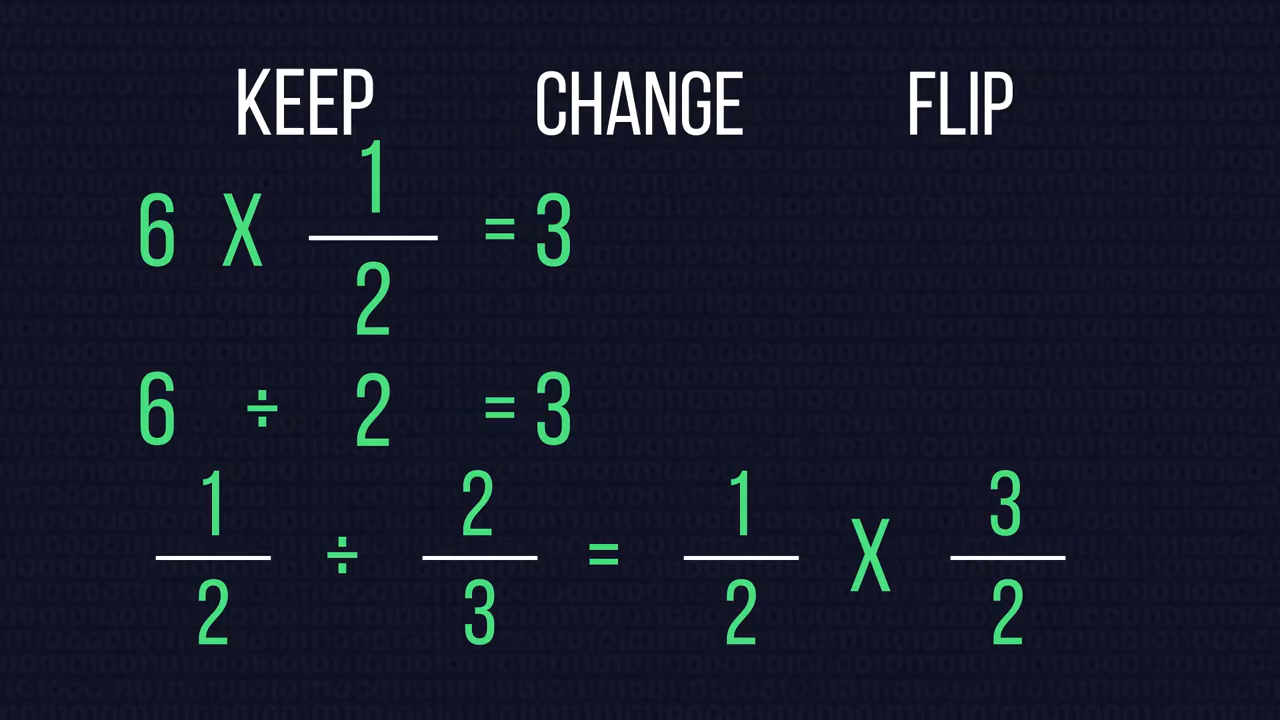 KEEP CHANGE FLIP
6 X 1/2 = 3
6 ÷ 2 = 3
1/2 ÷ 2/3 = 1/2 X 3/2